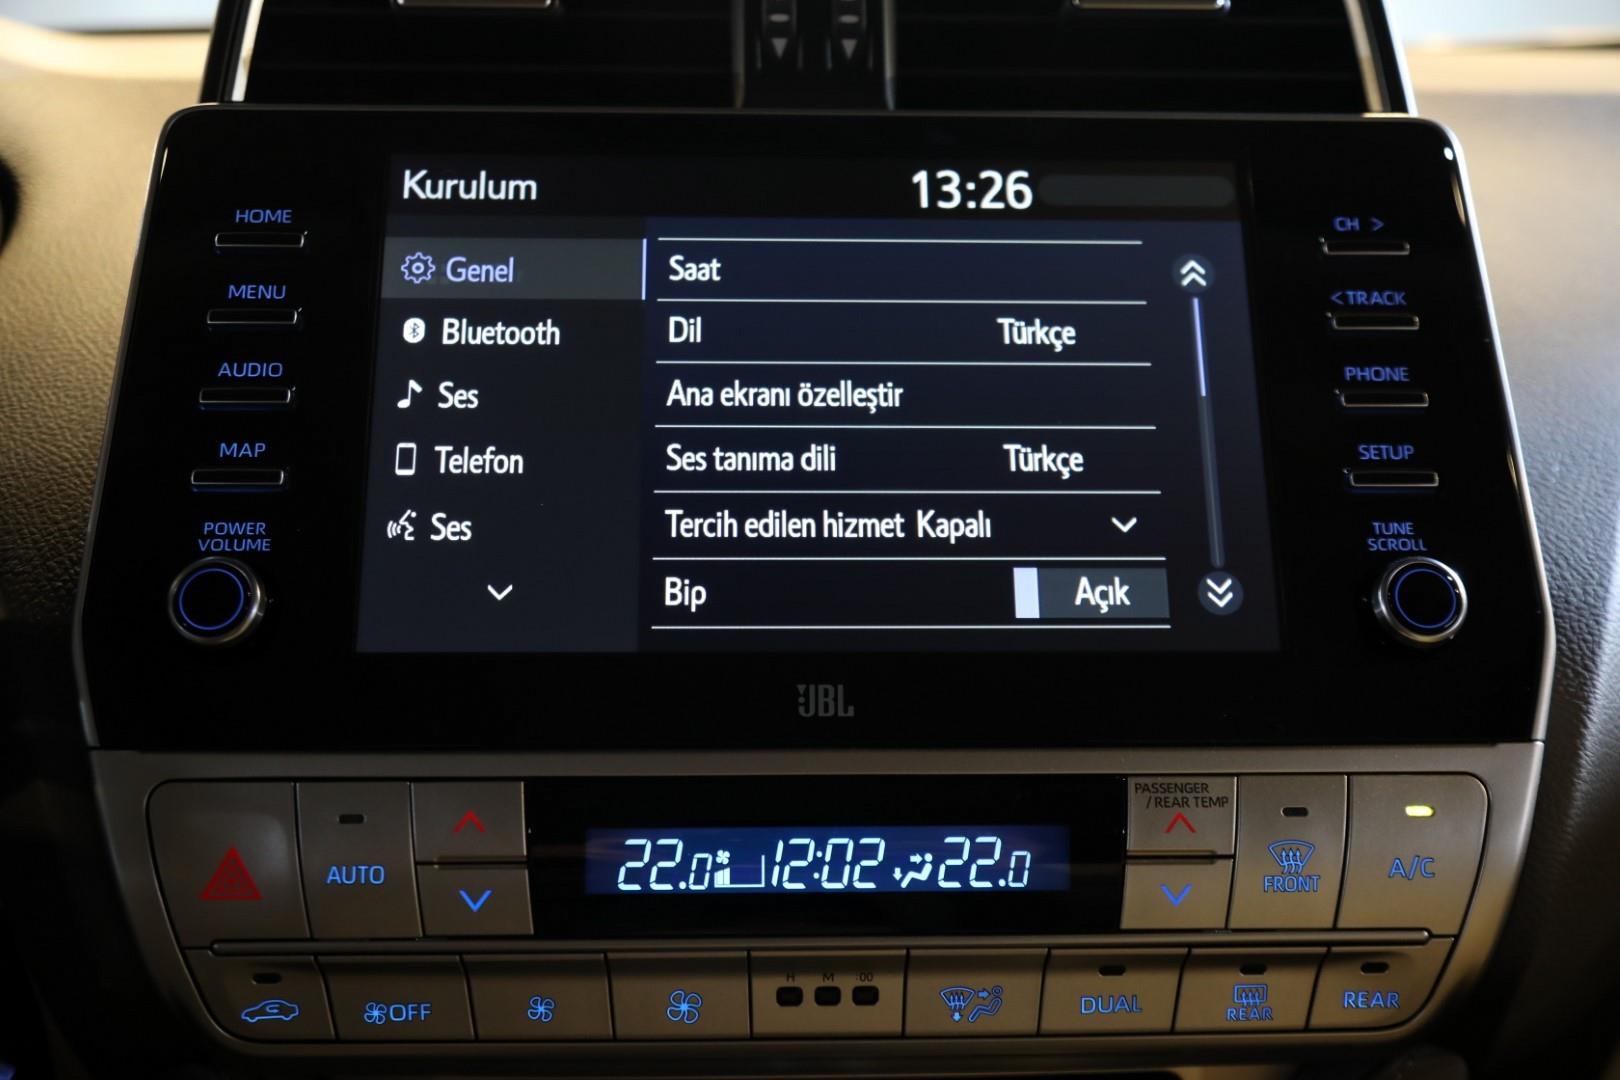 Kurulum 13:26
HOME
MENU
AUDIO
MAP
POWER
VOLUME
Genel
Bluetooth
Ses
Telefon
Ses
Saat
Dil Türkçe
Ana ekranı özelleştir
Ses tanıma dili Türkçe
Tercih edilen hizmet Kapalı
Bip Açık
CH >
< TRACK
PHONE
SETUP
TUNE
SCROLL
JBL
AUTO
22.0 12:02 22.0
PASSENGER
/ REAR TEMP
FRONT
A/C
OFF
H M :00
DUAL
REAR
REAR